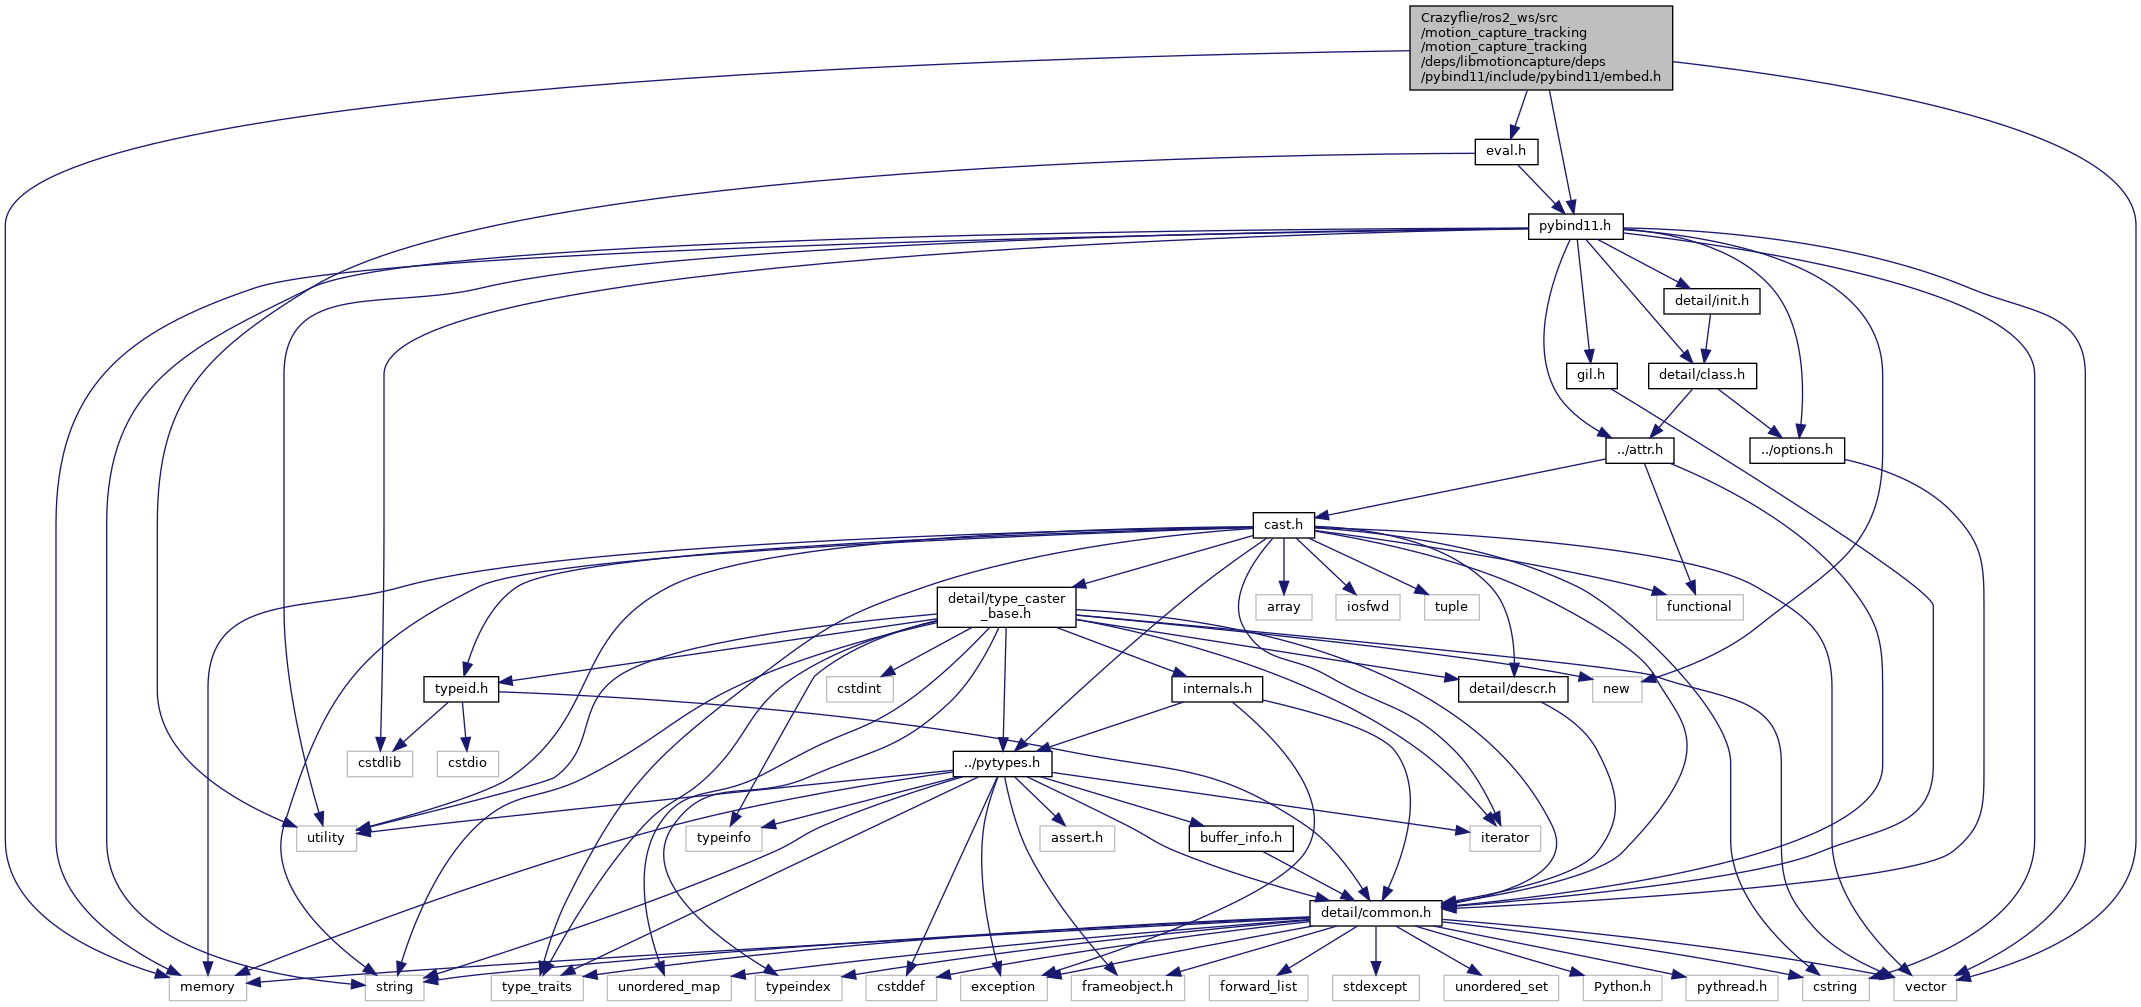 Crazyflie/ros2_ws/src
/motion_capture_tracking
/motion_capture_tracking
/deps/libmotioncapture/deps
/pybind11/include/pybind11/embed.h
eval.h
pybind11.h
detail/init.h
gil.h
detail/class.h
../attr.h
../options.h
cast.h
detail/type_caster
_base.h
array
iosfwd
tuple
functional
typeid.h
cstdint
internals.h
detail/descr.h
new
cstdlib
cstdio
../pytypes.h
utility
typeinfo
assert.h
buffer_info.h
iterator
detail/common.h
memory
string
type_traits
unordered_map
typeindex
cstddef
exception
frameobject.h
forward_list
stdexcept
unordered_set
Python.h
pythread.h
cstring
vector